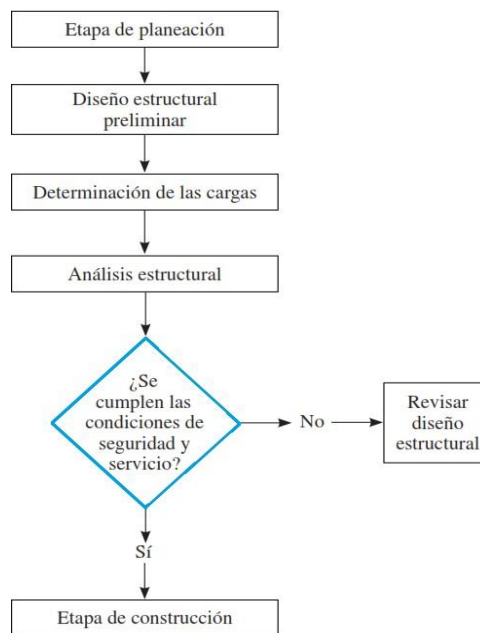 Etapa de planeación
Diseño estructural
preliminar
Determinación de las cargas
Análisis estructural
¿Se
cumplen las
condiciones de
seguridad y
servicio?
No
Revisar
diseño
estructural
Sí
Etapa de construcción